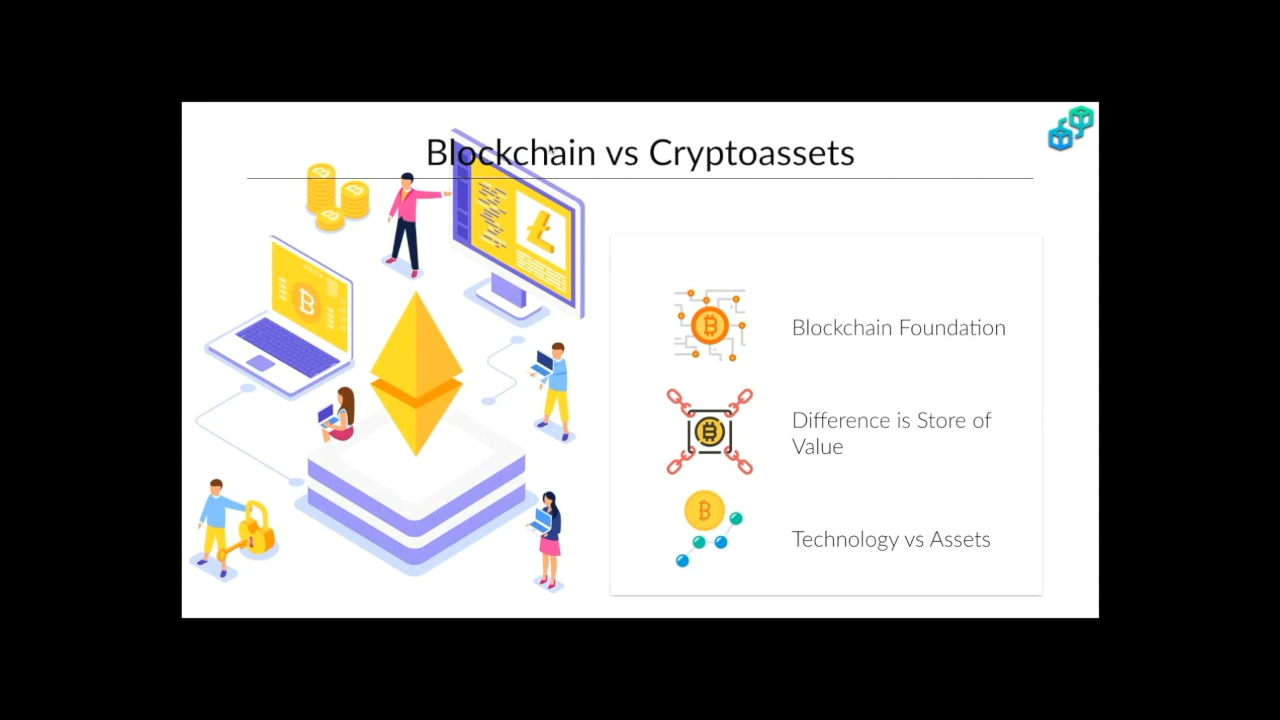 Blockchain vs Cryptoassets
Blockchain Foundation
Difference is Store of
Value
Technology vs Assets